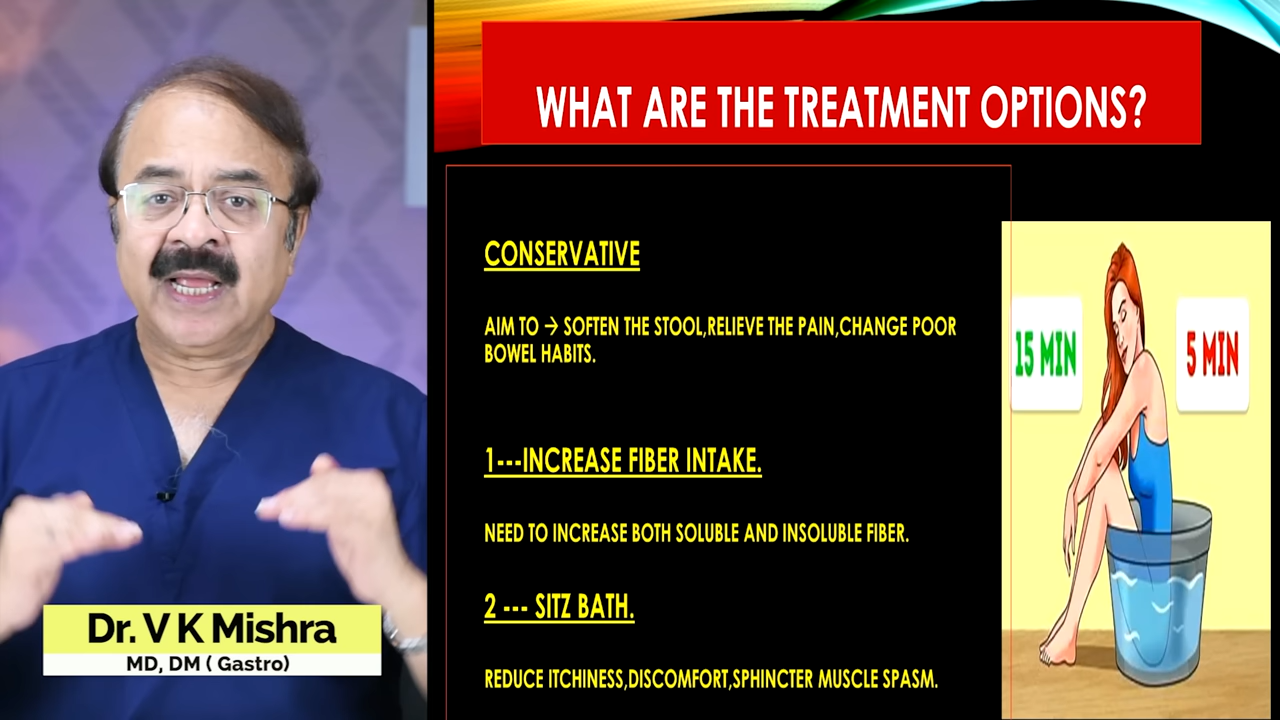 WHAT ARE THE TREATMENT OPTIONS?
CONSERVATIVE
AIM TO → SOFTEN THE STOOL,RELIEVE THE PAIN,CHANGE POOR
BOWEL HABITS.
1---INCREASE FIBER INTAKE.
NEED TO INCREASE BOTH SOLUBLE AND INSOLUBLE FIBER.
2 --- SITZ BATH.
REDUCE ITCHINESS,DISCOMFORT,SPHINCTER MUSCLE SPASM.
15 MIN
5 MIN
Dr. V K Mishra
MD, DM ( Gastro)